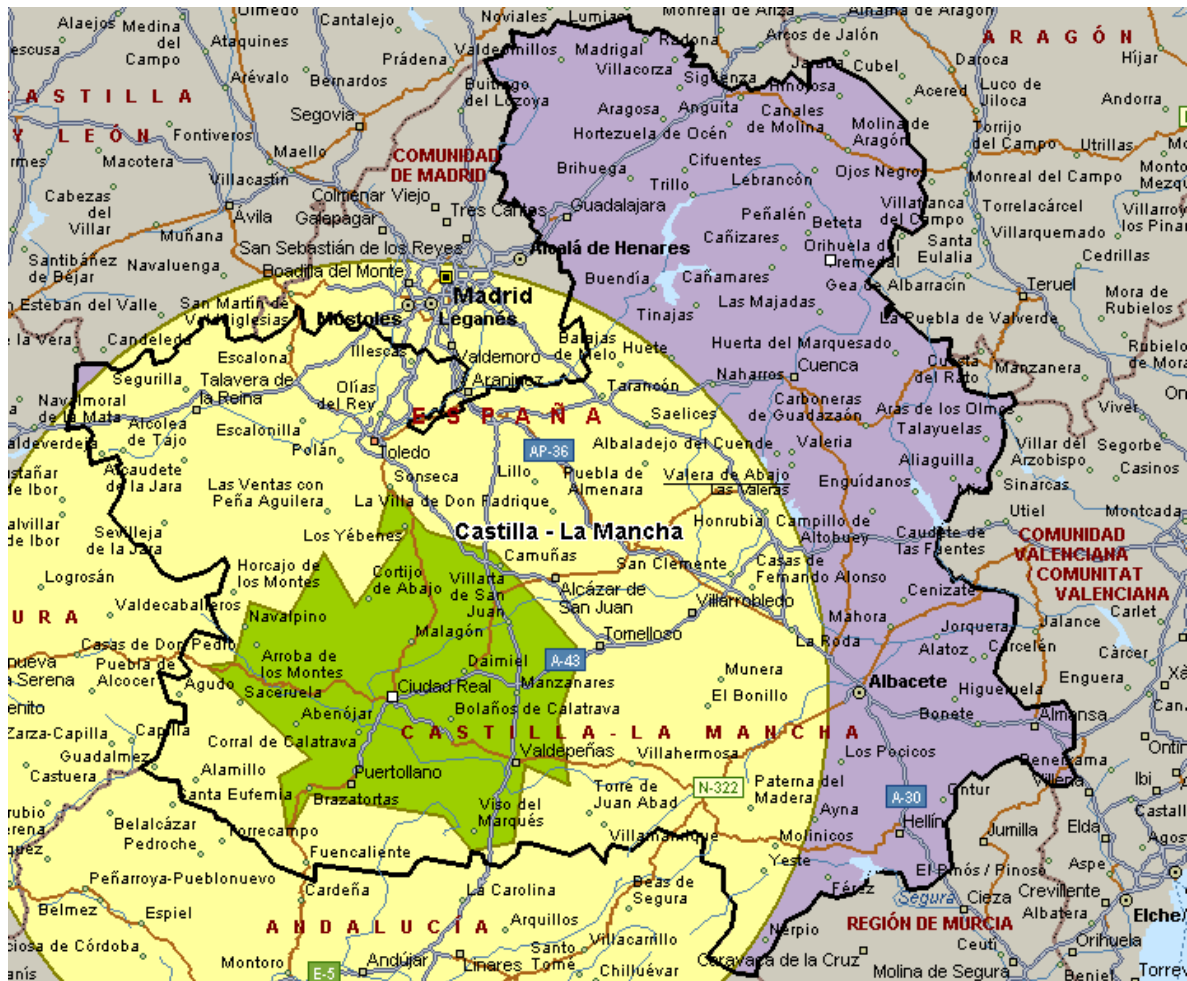 Alaejos
Medina del Campo
Olmedo
Cantalejo
Noviales
Lumias
Monreal de Ariza
Alhama de Aragón
Ataquines
Prádena
Valdepinillos
Madrigal
Radona
Arcos de Jalón
ARAGÓN
Villacorza
Sigüenza
Jaraba
Cubel
Daroca
Híjar
Arévalo
Bernardos
Buitrago del Lozoya
Hinojosa
Acered
Luco de Jiloca
Andorra
CASTILLA
Y LEÓN
Segovia
Aragosa
Anguita
Canales de Molina
Molina de Aragón
Torrijo del Campo
Utrillas
Fontiveros
Hortezuela de Océn
Macotera
Maello
COMUNIDAD DE MADRID
Brihuega
Cifuentes
Trillo
Lebrancón
Ojos Negros
Monreal del Campo
Villacastín
Cabezas del Villar
Colmenar Viejo
Tres Cantos
Guadalajara
Galapagar
Peñalén
Beteta
Villafranca del Campo
Torrelacárcel
Ávila
Muñana
San Sebastián de los Reyes
Alcalá de Henares
Cañizares
Orihuela del Tremedal
Santa Eulalia
Villarquemado
Santibáñez de Béjar
Navaluenga
Boadilla del Monte
Buendía
Cañamares
Gea de Albarracín
Cedrillas
Esteban del Valle
San Martín de Valdeiglesias
Madrid
Móstoles
Leganés
Las Majadas
Tinajas
Teruel
Mora de Rubielos
La Puebla de Valverde
Candeleda
Escalona
Illescas
Valdemoro
Barajas de Melo
Huete
Huerta del Marquesado
Segurilla
Talavera de la Reina
Olías del Rey
Aranjuez
Tarancón
Naharros
Cuenca
Cuesta del Rato
Manzanera
Navalmoral de la Mata
Alcolea de Tajo
Escalonilla
ESPAÑA
Saelices
Carboneras de Guadazaón
Aras de los Olmos
Viver
Polán
Toledo
AP-36
Albaladejo del Cuende
Valeria
Talayuelas
Villar del Arzobispo
Segorbe
Alcaudete de la Jara
Las Ventas con Peña Aguilera
Sonseca
Lillo
Puebla de Almenara
Valera de Abajo
Las Valeras
Aliaguilla
Enguídanos
Casinos
Sinarcas
La Villa de Don Fadrique
Sevilleja de la Jara
Los Yébenes
Castilla - La Mancha
Honrubia
Campillo de Altobuey
Caudete de las Fuentes
Utiel
Montcada
Camuñas
COMUNIDAD VALENCIANA
COMUNITAT VALENCIANA
Logrosán
Horcajo de los Montes
Cortijo de Abajo
Villarta de San Juan
Alcázar de San Juan
San Clemente
Casas de Fernando Alonso
Cenizate
Carlet
Valdecaballeros
Navalpino
Villarrobledo
Mahora
Jorquera
Jalance
Malagón
Tomelloso
La Roda
Casas de Don Pedro
Puebla de Alcocer
Arroba de los Montes
Daimiel
A-43
Alatoz
Carcelén
Càrcer
Agudo
Saceruela
Ciudad Real
Manzanares
Munera
El Bonillo
Albacete
Higueruela
Enguera
Abenójar
Bolaños de Calatrava
Bonete
Almansa
Zarza-Capilla
Capilla
Corral de Calatrava
CASTILLA-LA MANCHA
Guadalmez
Castuera
Alamillo
Valdepeñas
Villahermosa
Los Pocicos
Beneixama
Villena
Ibi
Puertollano
Santa Eufemia
Brazatortas
Torre de Juan Abad
N-322
Paterna del Madera
A-30
Ontur
Viso del Marqués
Ayna
Belalcázar
Pedroche
Torrecampo
Villamanrique
Molinicos
Hellín
Jumilla
Elda
Fuencaliente
Yeste
Aspe
Peñarroya-Pueblonuevo
Cardeña
La Carolina
Beas de Segura
Férez
El Pinós / Pinoso
Segura
Cieza
Crevillente
Albatera
Elche/
Belmez
Espiel
ANDALUCÍA
Arquillos
Villacarrillo
Nerpio
REGIÓN DE MURCIA
Ceutí
Orihuela
Montoro
E-5
Andújar
Linares
Santo Tomé
Chilluévar
Caravaca de la Cruz
Molina de Segura
Beniel